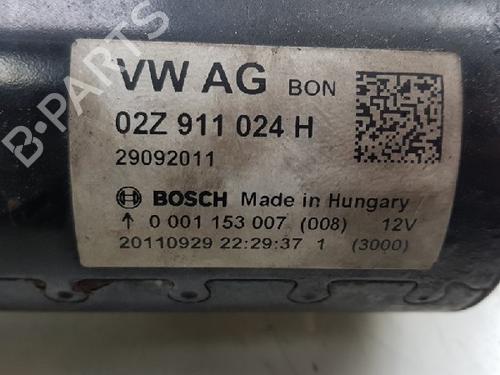 VW AG BON
02Z 911 024 H
29092011
BOSCH Made in Hungary
↑ 0 001 153 007 (008) 12V
20110929 22:29:37 1 (3000)
B-PARTS